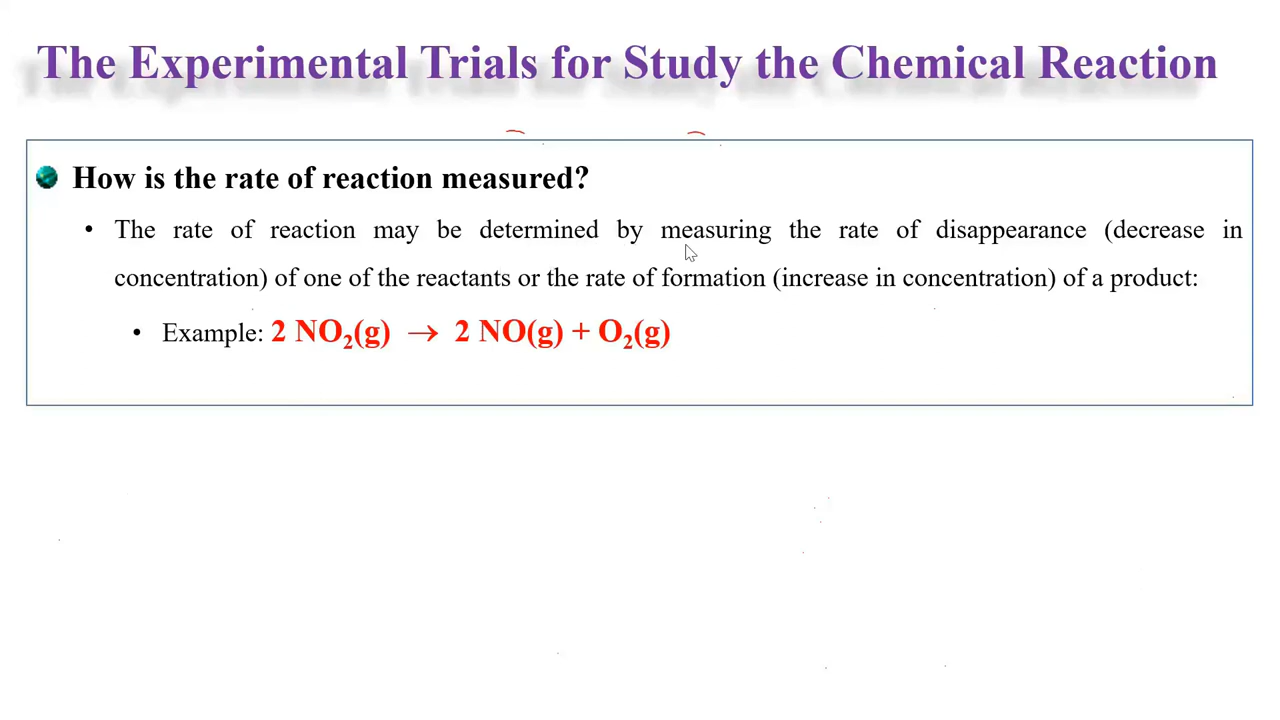 The Experimental Trials for Study the Chemical Reaction
How is the rate of reaction measured?
• The rate of reaction may be determined by measuring the rate of disappearance (decrease in
concentration) of one of the reactants or the rate of formation (increase in concentration) of a product:
• Example: 2 NO₂(g) → 2 NO(g) + O₂(g)